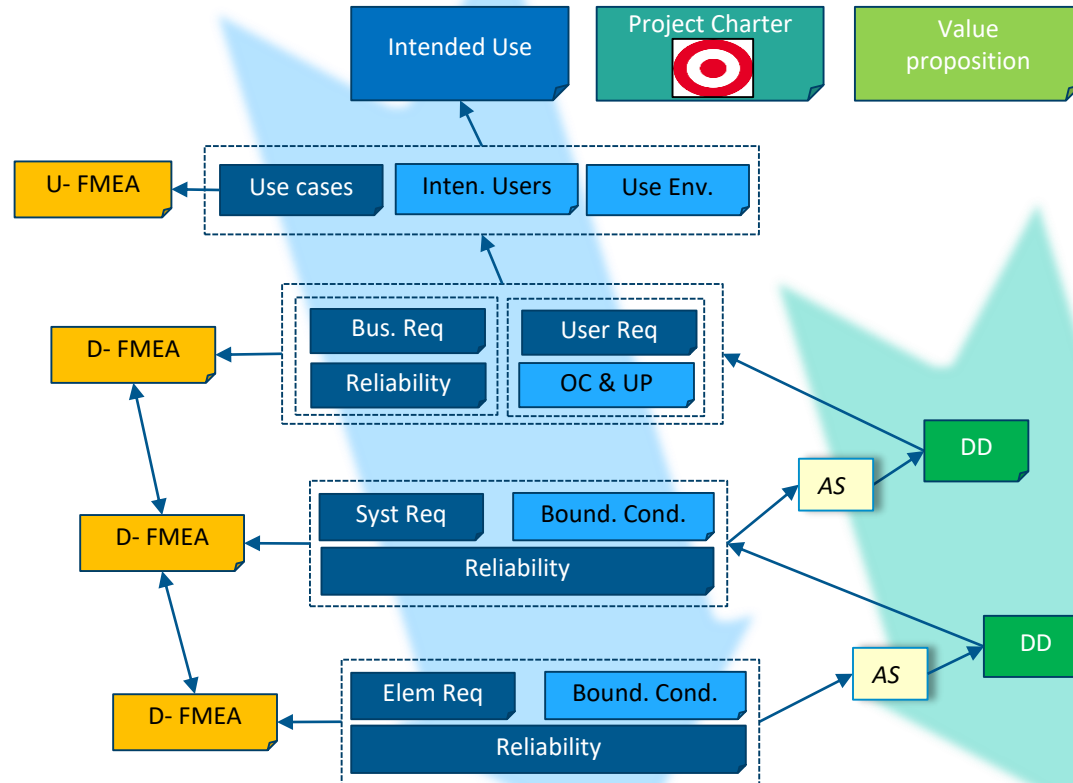 Intended Use
Project Charter
Value
proposition
U- FMEA
Use cases
Inten. Users
Use Env.
D- FMEA
Bus. Req
User Req
Reliability
OC & UP
DD
AS
D- FMEA
Syst Req
Bound. Cond.
Reliability
DD
AS
D- FMEA
Elem Req
Bound. Cond.
Reliability